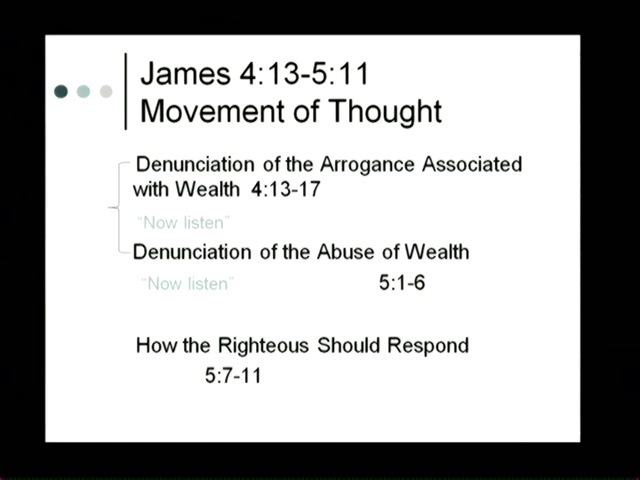 James 4:13-5:11
Movement of Thought
Denunciation of the Arrogance Associated
with Wealth 4:13-17
“Now listen”
Denunciation of the Abuse of Wealth
“Now listen” 5:1-6
How the Righteous Should Respond
5:7-11